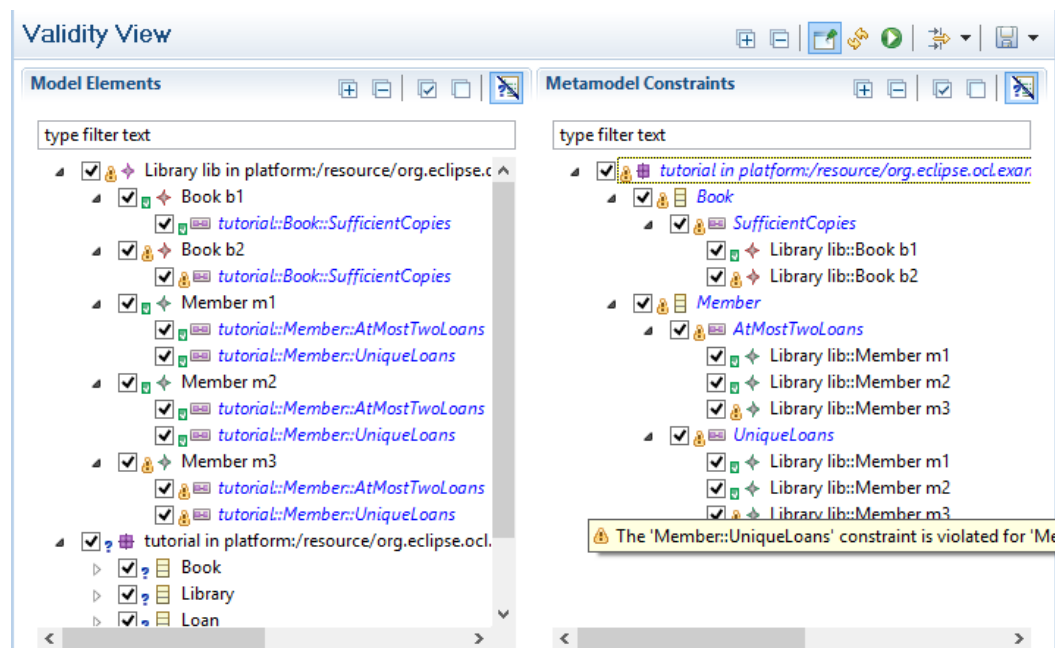 Validity View
Model Elements
type filter text
Library lib in platform:/resource/org.eclipse.c
Book b1
tutorial::Book::SufficientCopies
Book b2
tutorial::Book::SufficientCopies
Member m1
tutorial::Member::AtMostTwoLoans
tutorial::Member::UniqueLoans
Member m2
tutorial::Member::AtMostTwoLoans
tutorial::Member::UniqueLoans
Member m3
tutorial::Member::AtMostTwoLoans
tutorial::Member::UniqueLoans
tutorial in platform:/resource/org.eclipse.ocl.
Book
Library
Loan
Metamodel Constraints
type filter text
tutorial in platform:/resource/org.eclipse.ocl.exan
Book
SufficientCopies
Library lib::Book b1
Library lib::Book b2
Member
AtMostTwoLoans
Library lib::Member m1
Library lib::Member m2
Library lib::Member m3
UniqueLoans
Library lib::Member m1
Library lib::Member m2
Library lib::Member m3
The 'Member::UniqueLoans' constraint is violated for 'Me